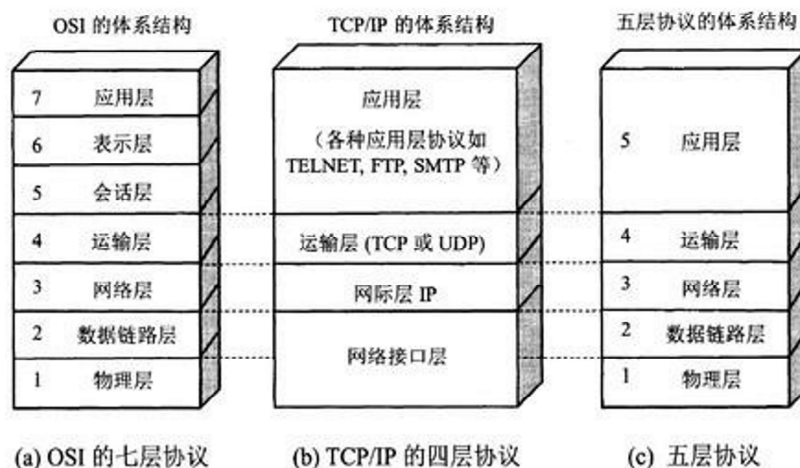 OSI 的体系结构
7 应用层
6 表示层
5 会话层
4 运输层
3 网络层
2 数据链路层
1 物理层
(a) OSI 的七层协议
TCP/IP 的体系结构
应用层
（各种应用层协议如
TELNET, FTP, SMTP 等）
运输层 (TCP 或 UDP)
网际层 IP
网络接口层
(b) TCP/IP 的四层协议
五层协议的体系结构
5 应用层
4 运输层
3 网络层
2 数据链路层
1 物理层
(c) 五层协议